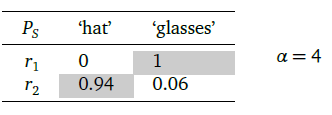 P_S ‘hat’ ‘glasses’
r_1 0 1
α = 4
r_2 0.94 0.06